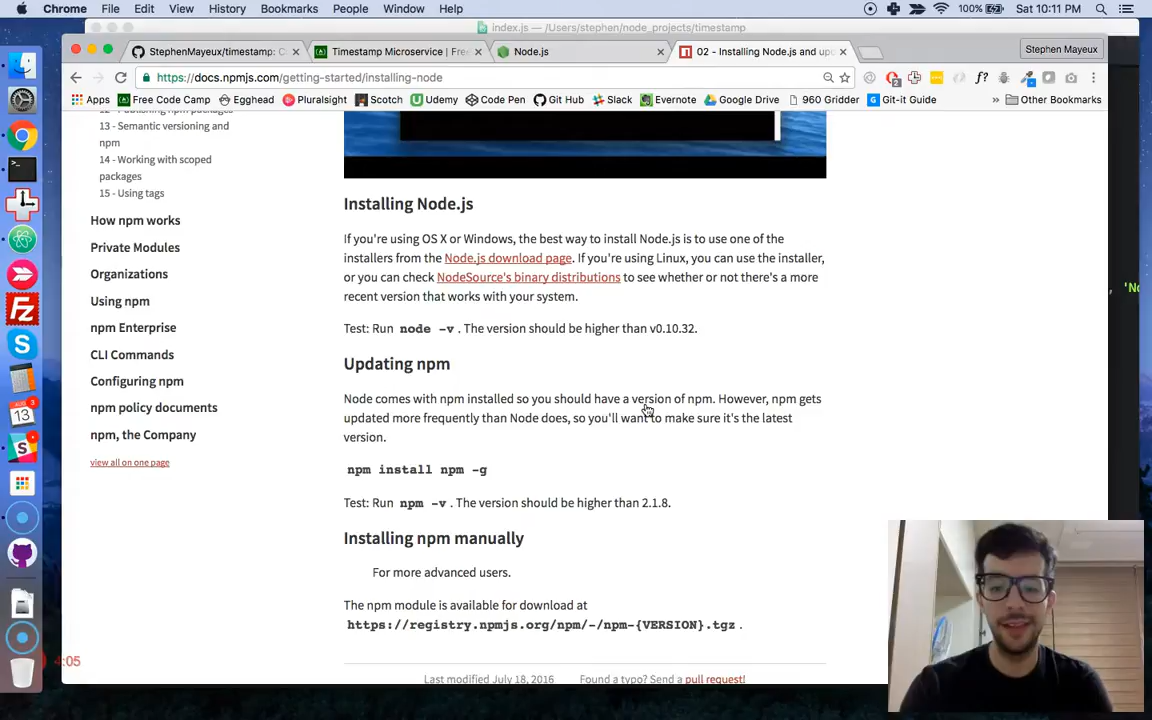 Chrome File Edit View History Bookmarks People Window Help 100% Sat 10:11 PM
index.js — /Users/stephen/node_projects/timestamp
StephenMayeux/timestamp: C
Timestamp Microservice | Fre
Node.js
02 - Installing Node.js and up
Stephen Mayeux
https://docs.npmjs.com/getting-started/installing-node
f?
Apps Free Code Camp Egghead Pluralsight Scotch Udemy Code Pen Git Hub Slack Evernote Google Drive 960 Gridder Git-it Guide » Other Bookmarks
13 - Semantic versioning and
npm
14 - Working with scoped
packages
15 - Using tags
How npm works
Private Modules
Organizations
Using npm
npm Enterprise
CLI Commands
Configuring npm
npm policy documents
npm, the Company
view all on one page
Installing Node.js
If you're using OS X or Windows, the best way to install Node.js is to use one of the
installers from the Node.js download page. If you're using Linux, you can use the installer,
or you can check NodeSource's binary distributions to see whether or not there's a more
recent version that works with your system.
Test: Run node -v . The version should be higher than v0.10.32.
Updating npm
Node comes with npm installed so you should have a version of npm. However, npm gets
updated more frequently than Node does, so you'll want to make sure it's the latest
version.
npm install npm -g
Test: Run npm -v . The version should be higher than 2.1.8.
Installing npm manually
For more advanced users.
The npm module is available for download at
https://registry.npmjs.org/npm/-/npm-{VERSION}.tgz .
Last modified July 18, 2016 Found a typo? Send a pull request!
4:05